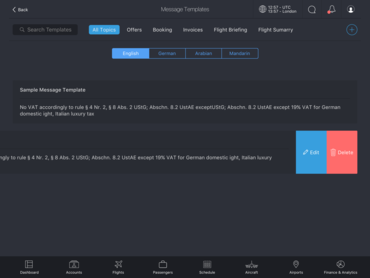 Back
Message Templates
12:57 - UTC
13:57 - London
Search Templates
All Topics
Offers
Booking
Invoices
Flight Briefing
Flight Sumarry
English
German
Arabian
Mandarin
Sample Message Template
No VAT accordingly to rule § 4 Nr. 2, § 8 Abs. 2 UStG; Abschn. 8.2 UstAE exceptUStG; Abschn. 8.2 UstAE except 19% VAT for German
domestic ight, Italian luxury tax
ngly to rule § 4 Nr. 2, § 8 Abs. 2 UStG; Abschn. 8.2 UstAE except 19% VAT for German domestic ight, Italian luxury
Edit
Delete
Dashboard
Accounts
Flights
Passengers
Schedule
Aircraft
Airports
Finance & Analytics